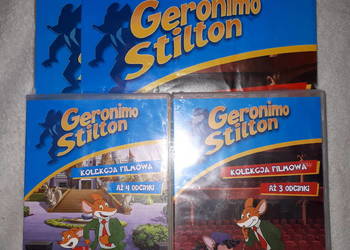 Geronimo
Stilton
Geronimo
Stilton
KOLEKCJA FILMOWA
AŻ 4 ODCINKI
Geronimo
Stilton
KOLEKCJA FILMOWA
AŻ 3 ODCINKI